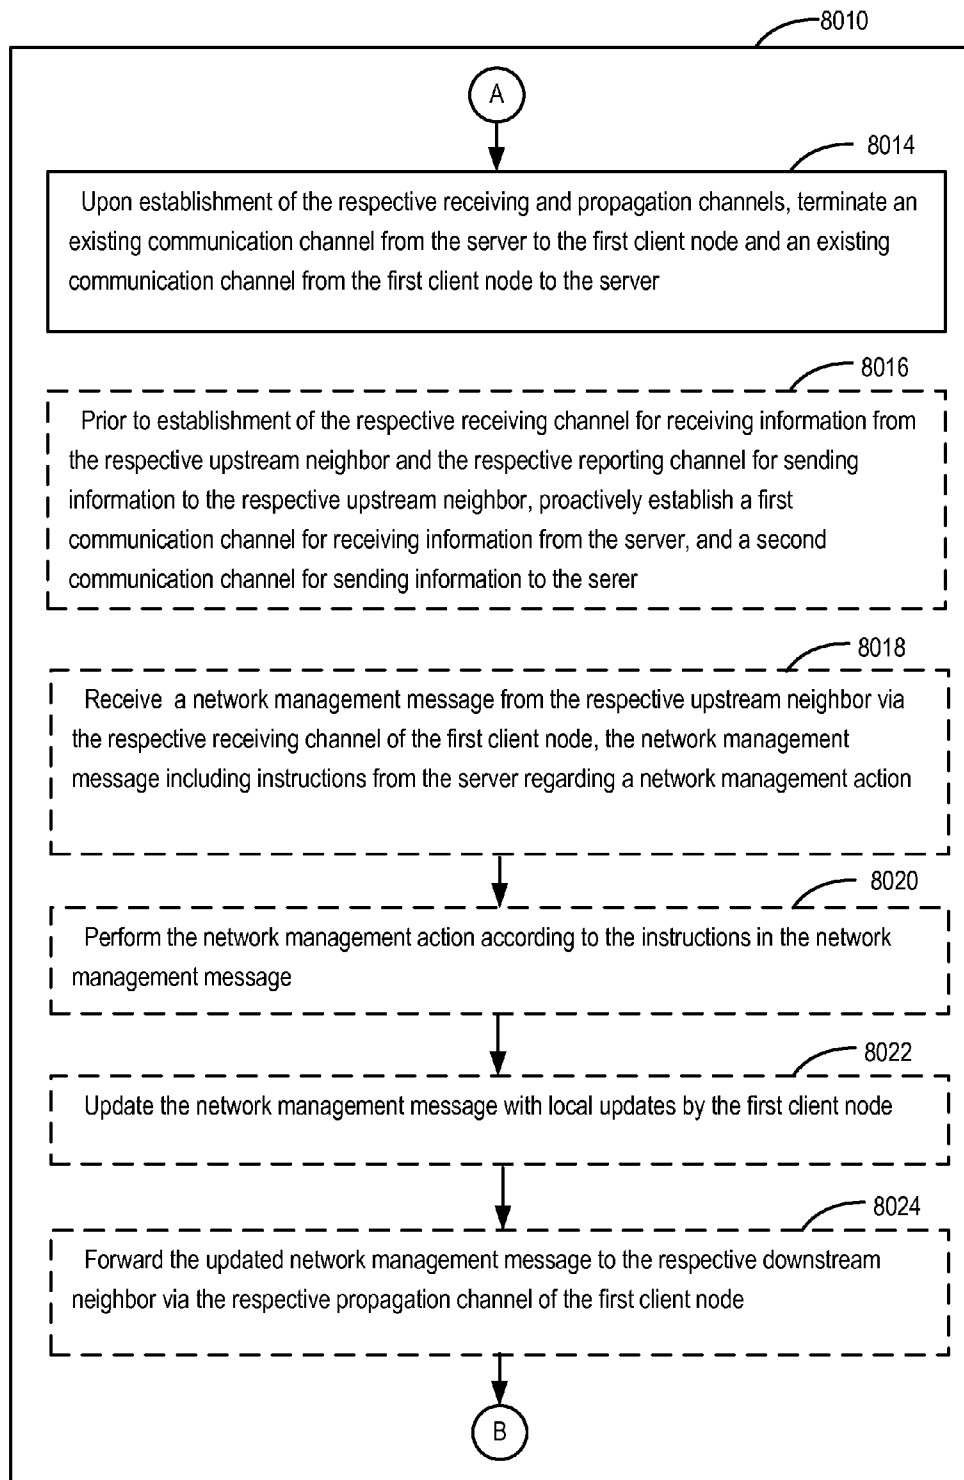 8010
A
8014
Upon establishment of the respective receiving and propagation channels, terminate an
existing communication channel from the server to the first client node and an existing
communication channel from the first client node to the server
8016
Prior to establishment of the respective receiving channel for receiving information from
the respective upstream neighbor and the respective reporting channel for sending
information to the respective upstream neighbor, proactively establish a first
communication channel for receiving information from the server, and a second
communication channel for sending information to the serer
8018
Receive a network management message from the respective upstream neighbor via
the respective receiving channel of the first client node, the network management
message including instructions from the server regarding a network management action
8020
Perform the network management action according to the instructions in the network
management message
8022
Update the network management message with local updates by the first client node
8024
Forward the updated network management message to the respective downstream
neighbor via the respective propagation channel of the first client node
B